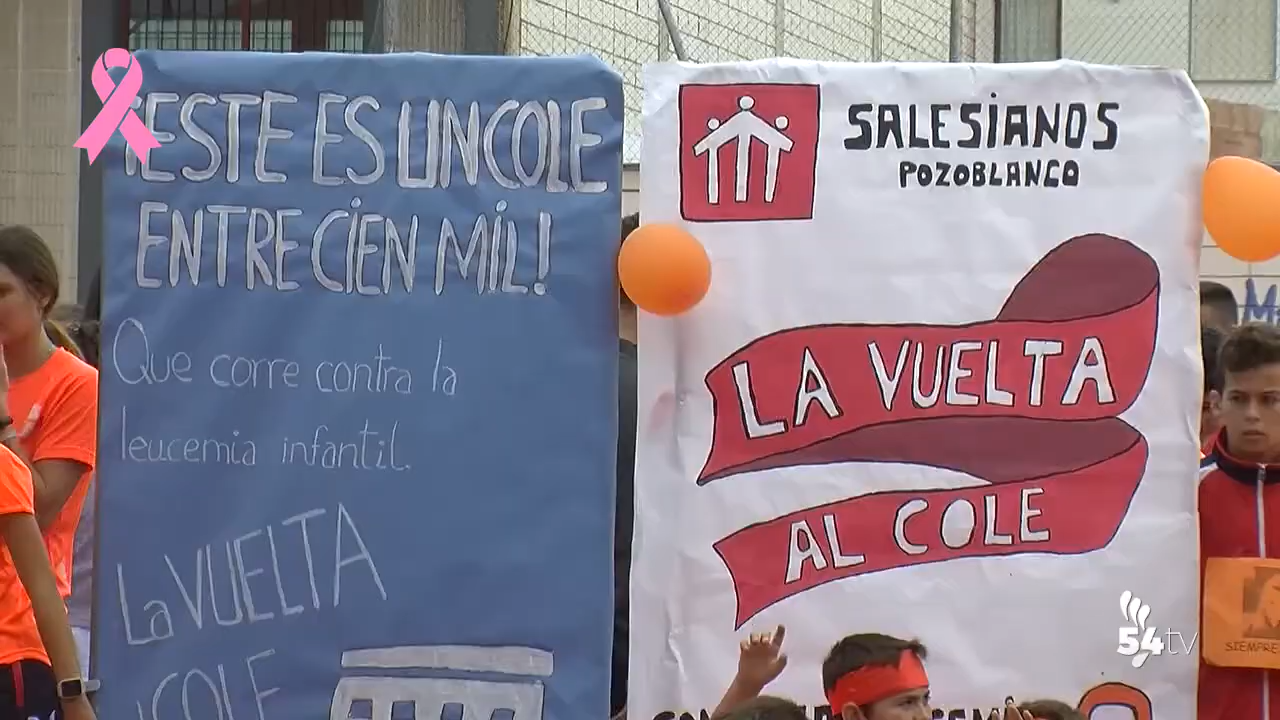 ¡ESTE ES UN COLE
ENTRE CIEN MIL!
Que corre contra la
leucemia infantil.
La VUELTA
COLE
SALESiANOS
POZOBLANCO
LA VUELTA
AL COLE
54tv
SIEMPRE